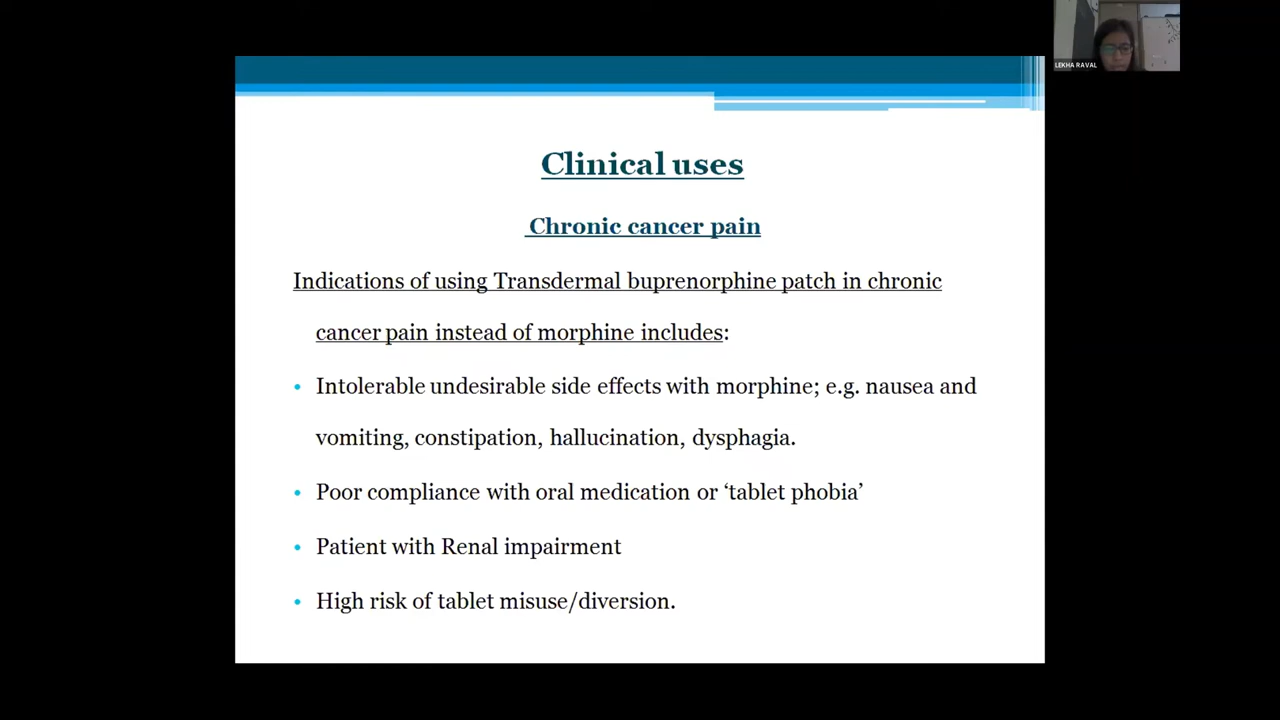 LEKHA RAVAL
Clinical uses
Chronic cancer pain
Indications of using Transdermal buprenorphine patch in chronic
cancer pain instead of morphine includes:
• Intolerable undesirable side effects with morphine; e.g. nausea and
vomiting, constipation, hallucination, dysphagia.
• Poor compliance with oral medication or ‘tablet phobia’
• Patient with Renal impairment
• High risk of tablet misuse/diversion.